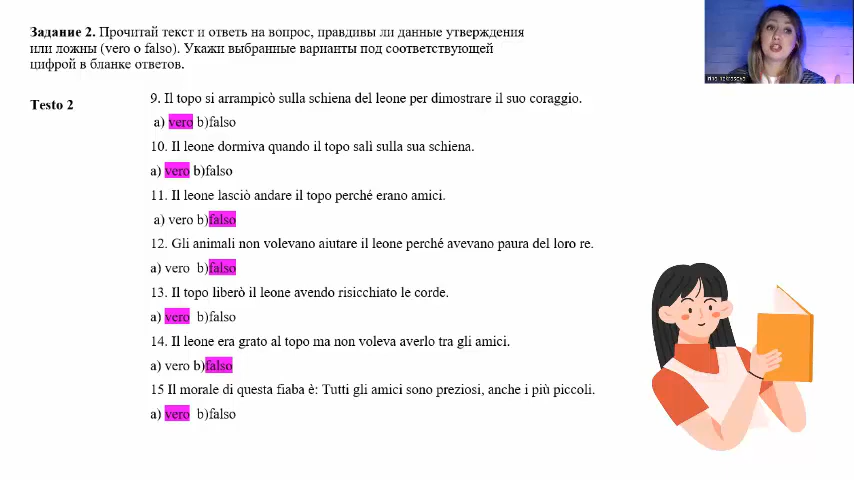 Задание 2. Прочитай текст и ответь на вопрос, правдивы ли данные утверждения
или ложны (vero o falso). Укажи выбранные варианты под соответствующей
цифрой в бланке ответов.
Testo 2
9. Il topo si arrampicò sulla schiena del leone per dimostrare il suo coraggio.
a) vero b)falso
10. Il leone dormiva quando il topo salì sulla sua schiena.
a) vero b)falso
11. Il leone lasciò andare il topo perché erano amici.
a) vero b)falso
12. Gli animali non volevano aiutare il leone perché avevano paura del loro re.
a) vero b)falso
13. Il topo liberò il leone avendo risicchiato le corde.
a) vero b)falso
14. Il leone era grato al topo ma non voleva averlo tra gli amici.
a) vero b)falso
15 Il morale di questa fiaba è: Tutti gli amici sono preziosi, anche i più piccoli.
a) vero b)falso